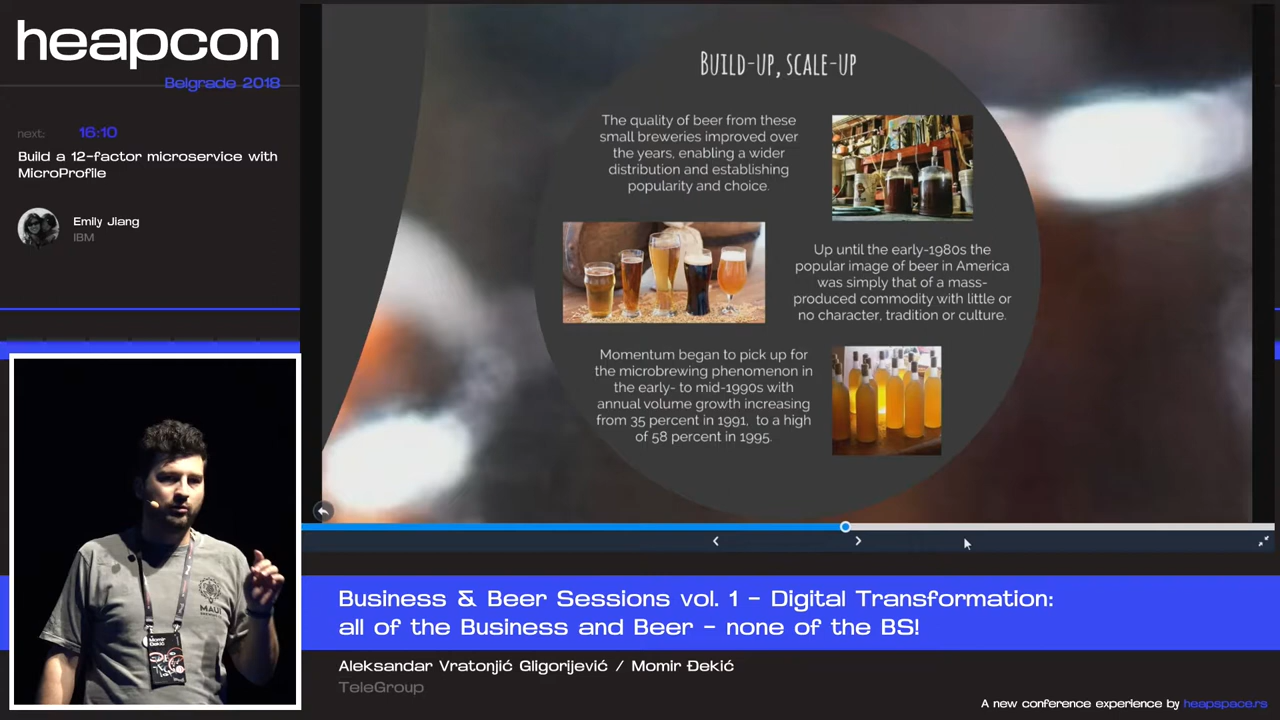 heapcon
Belgrade 2018
next: 16:10
Build a 12-factor microservice with
MicroProfile
Emily Jiang
IBM
Build-up, scale-up
The quality of beer from these
small breweries improved over
the years, enabling a wider
distribution and establishing
popularity and choice.
Up until the early-1980s the
popular image of beer in America
was simply that of a mass-
produced commodity with little or
no character, tradition or culture.
Momentum began to pick up for
the microbrewing phenomenon in
the early- to mid-1990s with
annual volume growth increasing
from 35 percent in 1991, to a high
of 58 percent in 1995.
MAUI
Momir
Đekić
Business & Beer Sessions vol. 1 - Digital Transformation:
all of the Business and Beer - none of the BS!
Aleksandar Vratonjić Gligorijević / Momir Đekić
TeleGroup
A new conference experience by heapspace.rs